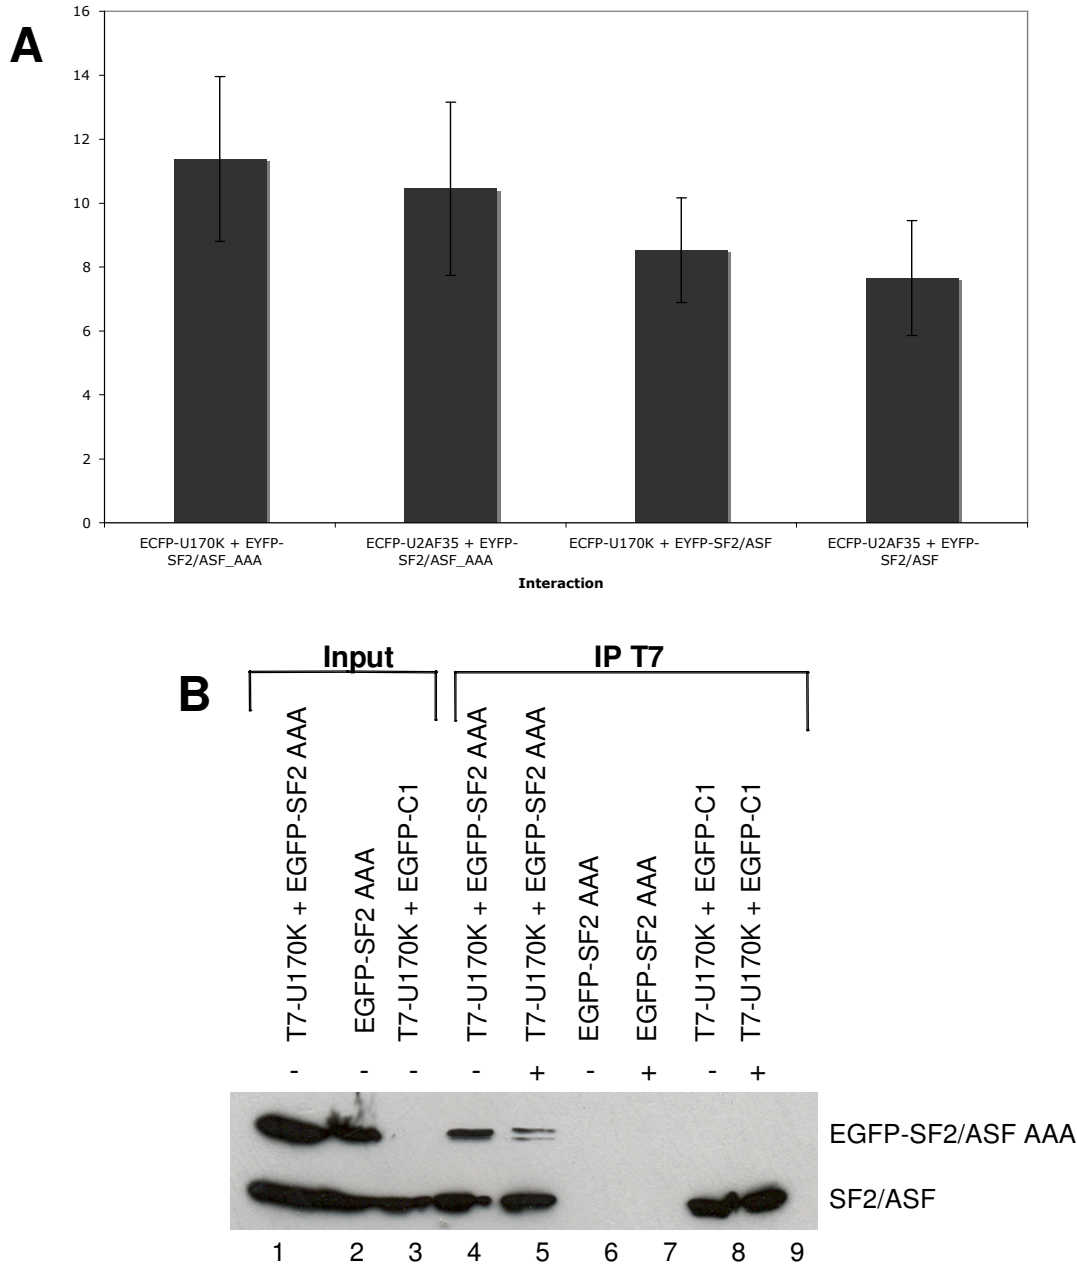 A
16
14
12
10
8
6
4
2
0
ECFP-U170K + EYFP-
SF2/ASF_AAA
ECFP-U2AF35 + EYFP-
SF2/ASF_AAA
ECFP-U170K + EYFP-SF2/ASF
ECFP-U2AF35 + EYFP-
SF2/ASF
Interaction
B
Input
IP T7
T7-U170K + EGFP-SF2 AAA
EGFP-SF2 AAA
T7-U170K + EGFP-C1
T7-U170K + EGFP-SF2 AAA
T7-U170K + EGFP-SF2 AAA
EGFP-SF2 AAA
EGFP-SF2 AAA
T7-U170K + EGFP-C1
T7-U170K + EGFP-C1
- - - - + - + - +
EGFP-SF2/ASF AAA
SF2/ASF
1 2 3 4 5 6 7 8 9